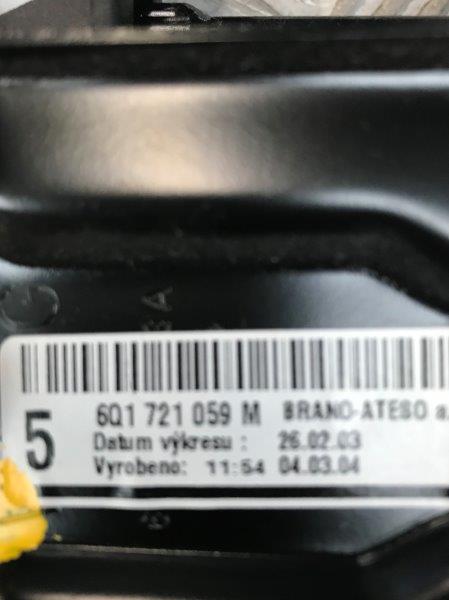 5
6Q1 721 059 M BRANO-ATESO a
Datum výkresu : 26.02.03
Vyrobeno: 11:54 04.03.04